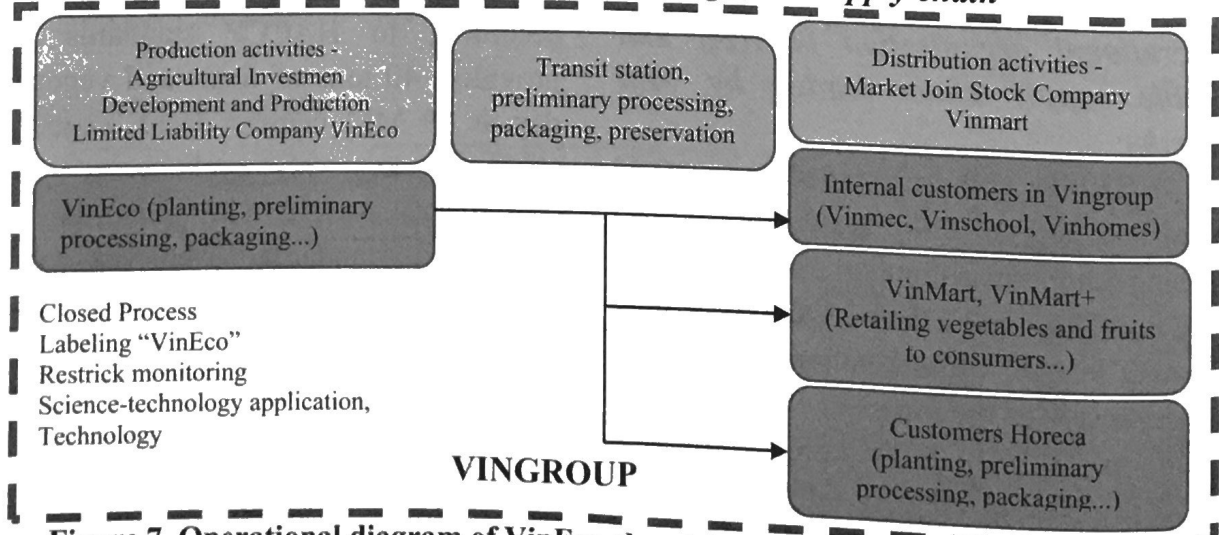 Production activities -
Agricultural Investmen
Development and Production
Limited Liability Company VinEco
Transit station,
preliminary processing,
packaging, preservation
Distribution activities -
Market Join Stock Company
Vinmart
VinEco (planting, preliminary
processing, packaging...)
Internal customers in Vingroup
(Vinmec, Vinschool, Vinhomes)
VinMart, VinMart+
(Retailing vegetables and fruits
to consumers...)
Customers Horeca
(planting, preliminary
processing, packaging...)
Closed Process
Labeling “VinEco”
Restrick monitoring
Science-technology application,
Technology
VINGROUP
Figure 7. Operational diagram of